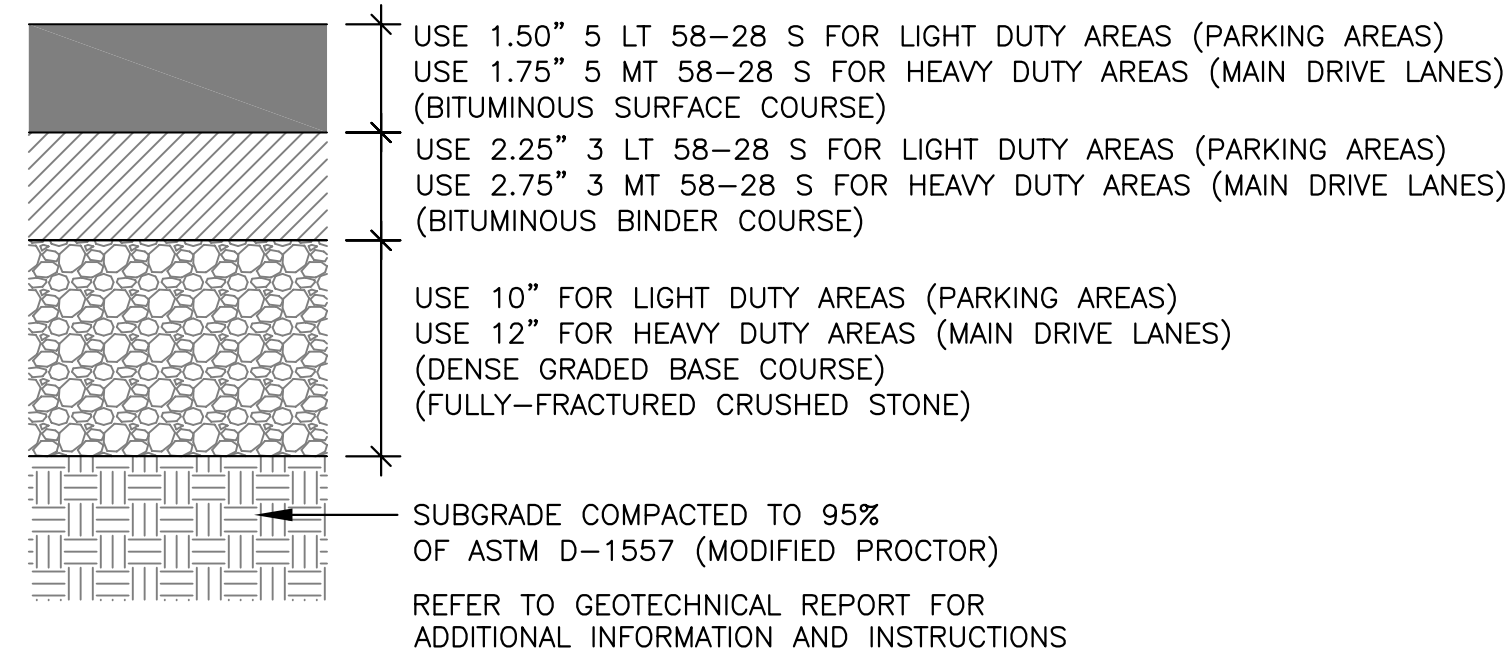 USE 1.50” 5 LT 58–28 S FOR LIGHT DUTY AREAS (PARKING AREAS)
USE 1.75” 5 MT 58–28 S FOR HEAVY DUTY AREAS (MAIN DRIVE LANES)
(BITUMINOUS SURFACE COURSE)
USE 2.25” 3 LT 58–28 S FOR LIGHT DUTY AREAS (PARKING AREAS)
USE 2.75” 3 MT 58–28 S FOR HEAVY DUTY AREAS (MAIN DRIVE LANES)
(BITUMINOUS BINDER COURSE)
USE 10” FOR LIGHT DUTY AREAS (PARKING AREAS)
USE 12” FOR HEAVY DUTY AREAS (MAIN DRIVE LANES)
(DENSE GRADED BASE COURSE)
(FULLY–FRACTURED CRUSHED STONE)
SUBGRADE COMPACTED TO 95%
OF ASTM D–1557 (MODIFIED PROCTOR)
REFER TO GEOTECHNICAL REPORT FOR
ADDITIONAL INFORMATION AND INSTRUCTIONS